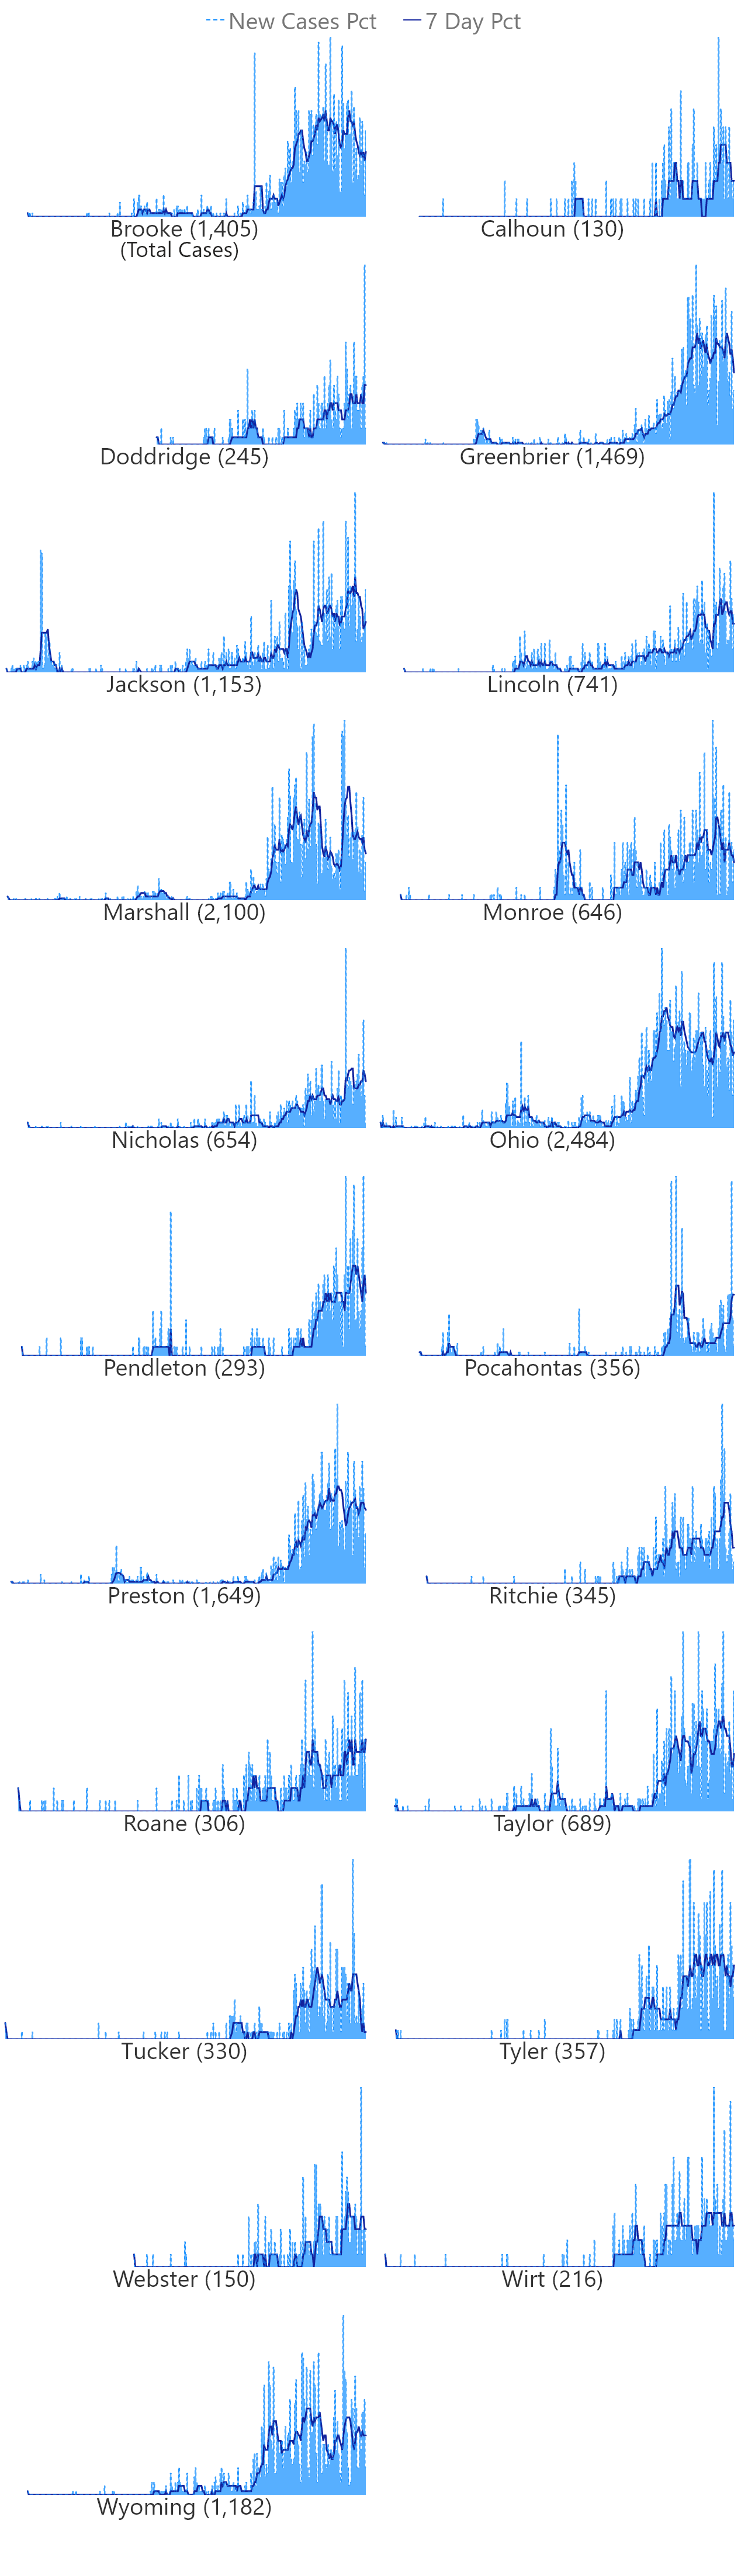 New Cases Pct 7 Day Pct
Brooke (1,405) Calhoun (130)
(Total Cases)
Doddridge (245) Greenbrier (1,469)
Jackson (1,153) Lincoln (741)
Marshall (2,100) Monroe (646)
Nicholas (654) Ohio (2,484)
Pendleton (293) Pocahontas (356)
Preston (1,649) Ritchie (345)
Roane (306) Taylor (689)
Tucker (330) Tyler (357)
Webster (150) Wirt (216)
Wyoming (1,182)